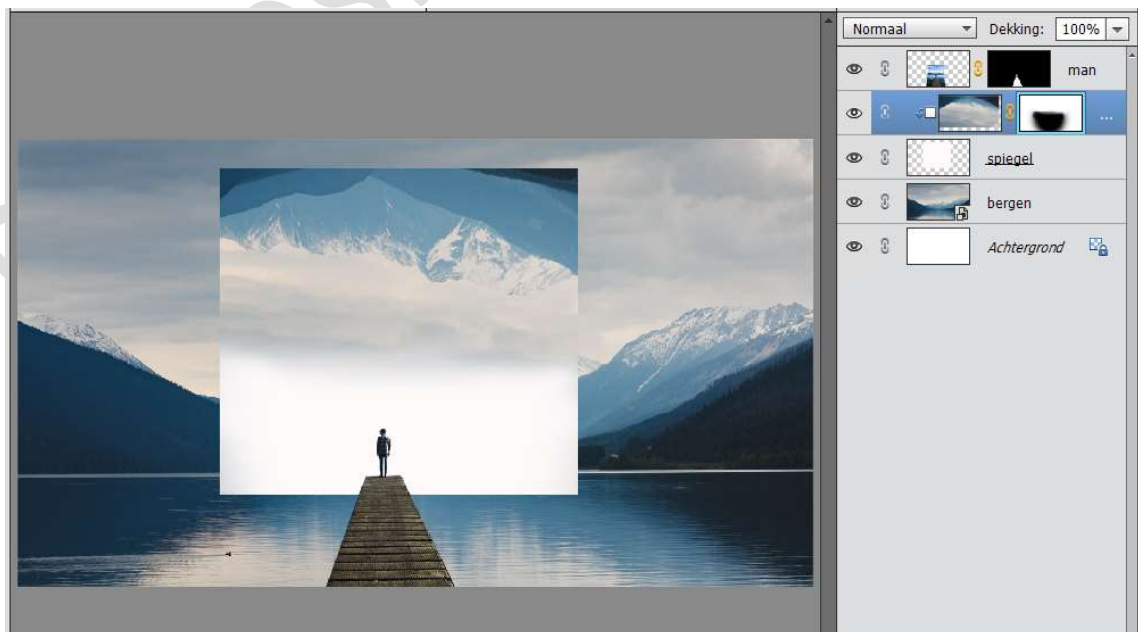 Normaal Dekking: 100%
man
...
spiegel
bergen
Achtergrond